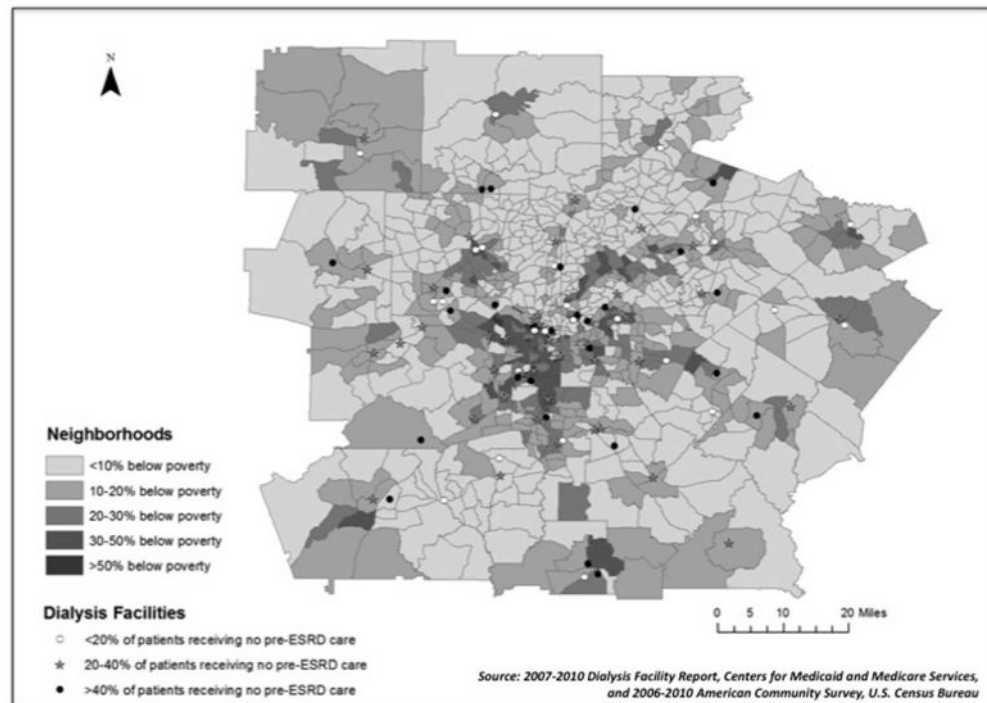 N
Neighborhoods
<10% below poverty
10-20% below poverty
20-30% below poverty
30-50% below poverty
>50% below poverty
Dialysis Facilities
<20% of patients receiving no pre-ESRD care
20-40% of patients receiving no pre-ESRD care
>40% of patients receiving no pre-ESRD care
0 5 10 20 Miles
Source: 2007-2010 Dialysis Facility Report, Centers for Medicaid and Medicare Services,
and 2006-2010 American Community Survey, U.S. Census Bureau